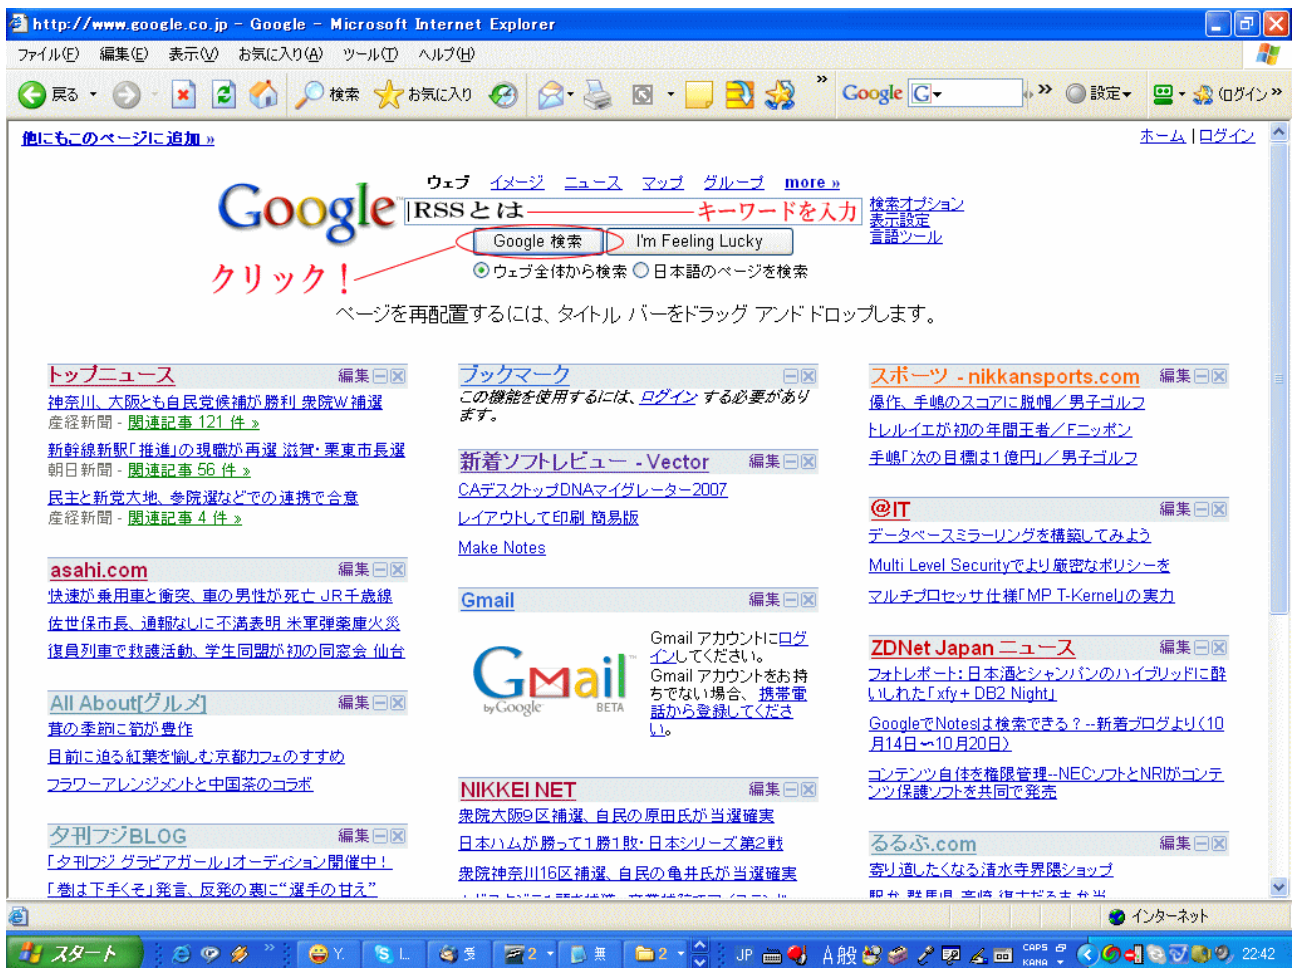 http://www.google.co.jp - Google - Microsoft Internet Explorer
ファイル(F) 編集(E) 表示(V) お気に入り(A) ツール(T) ヘルプ(H)
戻る 検索 お気に入り » Google G » 設定 (ログイン »
他にもこのページに追加 »
ホーム | ログイン
ウェブ イメージ ニュース マップ グループ more »
Google
RSSとは キーワードを入力
検索オプション
表示設定
言語ツール
Google 検索 I'm Feeling Lucky
クリック!
ウェブ全体から検索 日本語のページを検索
ページを再配置するには、タイトル バーをドラッグ アンド ドロップします。
トップニュース 編集
神奈川、大阪とも自民党候補が勝利 衆院W補選
産経新聞 - 関連記事 121 件 »
新幹線新駅「推進」の現職が再選 滋賀・栗東市長選
朝日新聞 - 関連記事 56 件 »
民主と新党大地、参院選などでの連携で合意
産経新聞 - 関連記事 4 件 »
asahi.com 編集
快速が乗用車と衝突、車の男性が死亡 JR千歳線
佐世保市長、通報なしに不満表明 米軍弾薬庫火災
復員列車で救護活動、学生同盟が初の同窓会 仙台
All About[グルメ] 編集
茸の季節に筍が豊作
目前に迫る紅葉を愉しむ京都カフェのすすめ
フラワーアレンジメントと中国茶のコラボ
夕刊フジBLOG 編集
「夕刊フジ グラビアガール」オーディション開催中!
「巻は下手くそ」発言、反発の裏に“選手の甘え”
ブックマーク
この機能を使用するには、ログイン する必要があり
ます。
新着ソフトレビュー - Vector 編集
CAデスクトップDNAマイグレーター2007
レイアウトして印刷 簡易版
Make Notes
Gmail 編集
Gmail
by Google BETA
Gmail アカウントにログ
インしてください。
Gmail アカウントをお持
ちでない場合、携帯電
話から登録してくださ
い。
NIKKEI NET 編集
衆院大阪9区補選、自民の原田氏が当選確実
日本ハムが勝って1勝1敗・日本シリーズ第2戦
衆院神奈川16区補選、自民の亀井氏が当選確実
スポーツ - nikkansports.com 編集
優作、手嶋のスコアに脱帽/男子ゴルフ
トレルイエが初の年間王者/Fニッポン
手嶋「次の目標は1億円」/男子ゴルフ
@IT 編集
データベースミラーリングを構築してみよう
Multi Level Securityでより厳密なポリシーを
マルチプロセッサ仕様「MP T-Kernel」の実力
ZDNet Japan ニュース 編集
フォトレポート:日本酒とシャンパンのハイブリッドに酔
いしれた「xfy + DB2 Night」
GoogleでNotesは検索できる?--新着ブログより(10
月14日〜10月20日)
コンテンツ自体を権限管理--NECソフトとNRIがコンテ
ンツ保護ソフトを共同で発売
るるぶ.com 編集
寄り道したくなる清水寺界隈ショップ
インターネット
スタート » Y. L. 受 2 無 2 JP A般 CAPS KANA 22:42